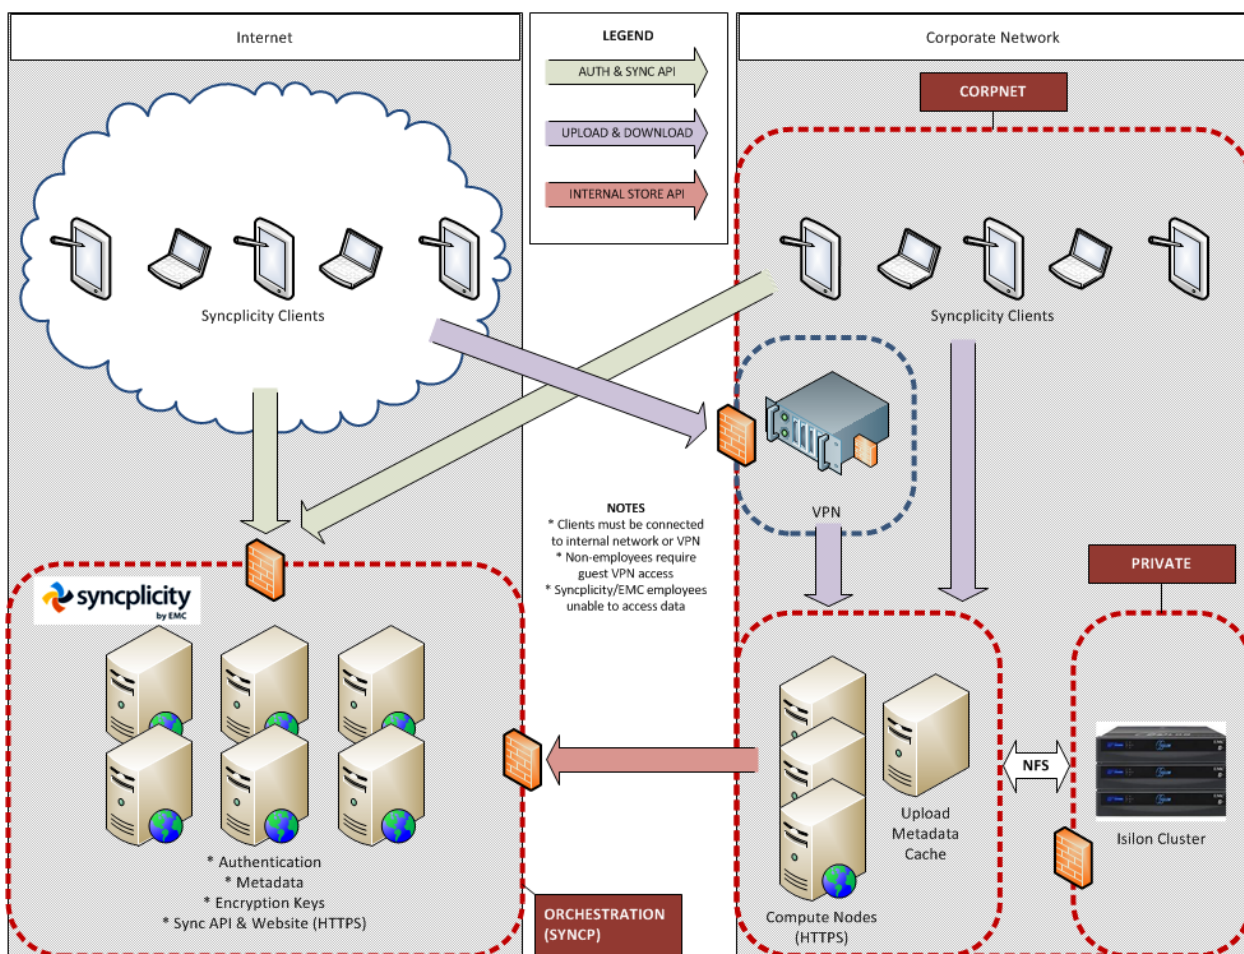 Internet
LEGEND
AUTH & SYNC API
UPLOAD & DOWNLOAD
INTERNAL STORE API
Corporate Network
CORPNET
Syncplicity Clients
Syncplicity Clients
VPN
NOTES
* Clients must be connected
to internal network or VPN
* Non-employees require
guest VPN access
* Syncplicity/EMC employees
unable to access data
PRIVATE
syncplicity
by EMC
* Authentication
* Metadata
* Encryption Keys
* Sync API & Website (HTTPS)
ORCHESTRATION
(SYNCP)
Upload
Metadata
Cache
Compute Nodes
(HTTPS)
NFS
Isilon Cluster